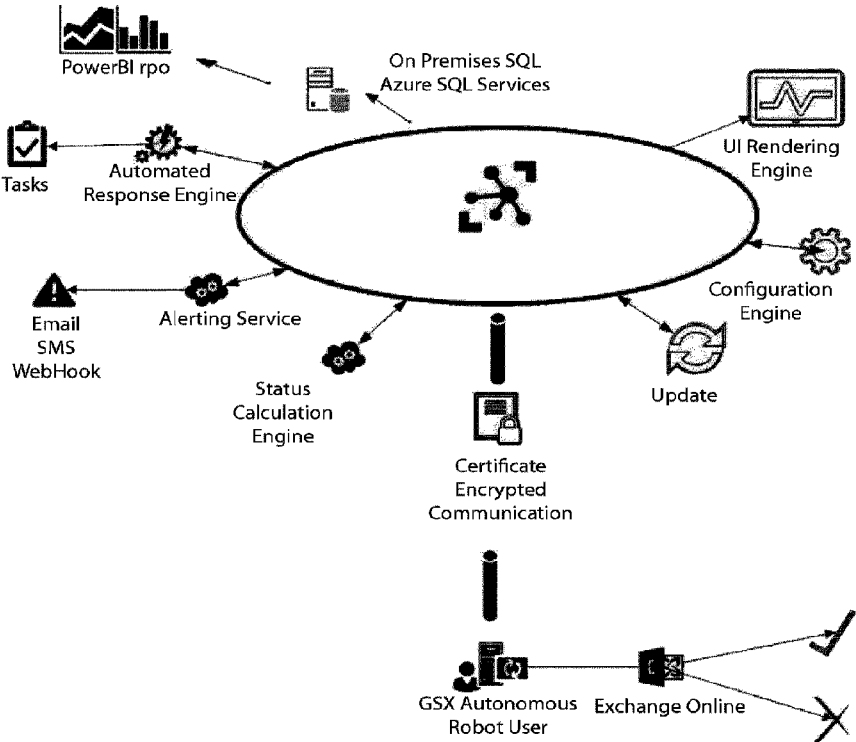 PowerBI rpo
On Premises SQL
Azure SQL Services
UI Rendering
Engine
Tasks
Automated
Response Engine
Configuration
Engine
Alerting Service
Email
SMS
WebHook
Status
Calculation
Engine
Update
Certificate
Encrypted
Communication
GSX Autonomous
Robot User
Exchange Online